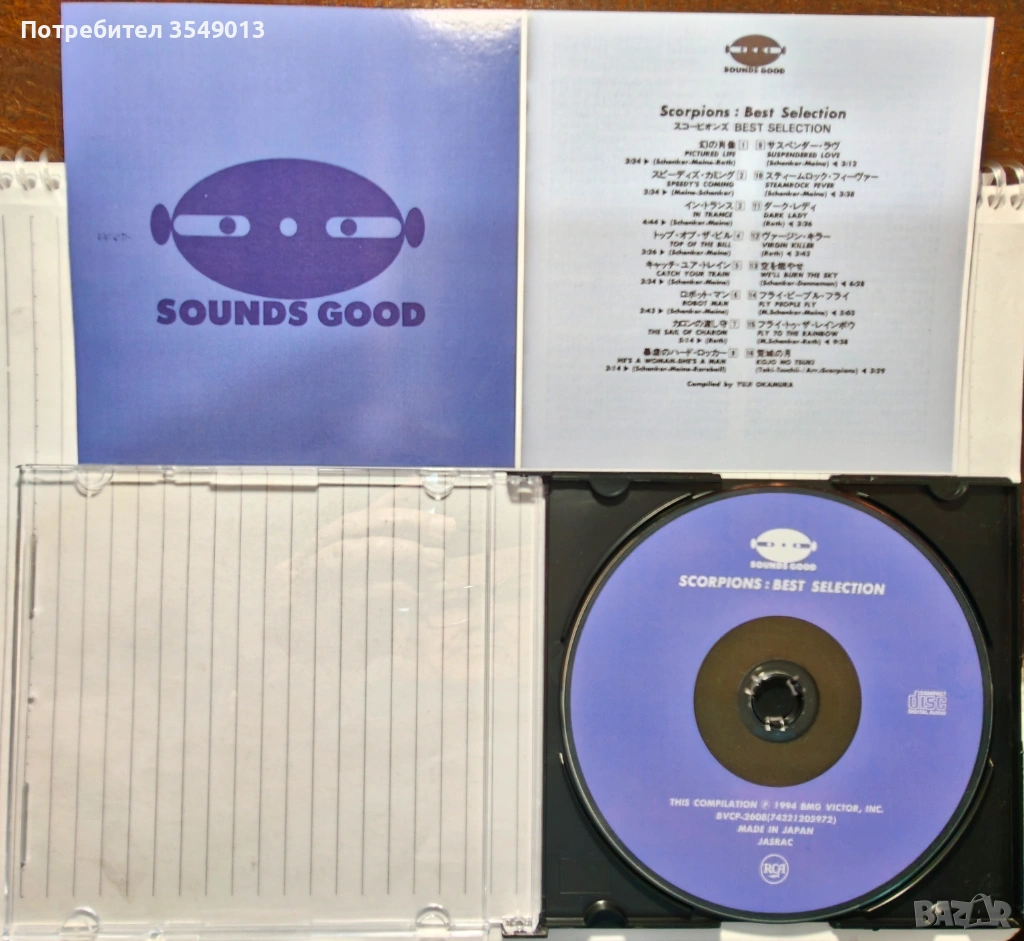 Потребител 3549013
SOUNDS GOOD
SOUNDS GOOD
Scorpions : Best Selection
スコーピオンズ BEST SELECTION
幻の肖像 1
PICTURED LIFE
3:34 ▶ (Schenker-Meine-Roth)
スピーディズ・カミング 2
SPEEDY'S COMING
3:34 ▶ (Meine-Schenker)
イン・トランス 3
IN TRANCE
4:44 ▶ (Schenker-Meine)
トップ・オブ・ザ・ビル 4
TOP OF THE BILL
3:26 ▶ (Schenker-Meine)
キャッチ・ユア・トレイン 5
CATCH YOUR TRAIN
3:34 ▶ (Schenker-Meine)
ロボット・マン 6
ROBOT MAN
2:42 ▶ (Schenker-Meine)
カロンの渡し守 7
THE SAIL OF CHARON
5:14 ▶ (Roth)
暴虐のハード・ロッカー 8
HE'S A WOMAN-SHE'S A MAN
3:14 ▶ (Schenker-Meine-Rarebell)
9 サスペンダー・ラヴ
SUSPENDERED LOVE
(Schenker-Meine) ◀ 3:12
10 スティームロック・フィーヴァー
STEAMROCK FEVER
(Schenker-Meine) ◀ 3:38
11 ダーク・レディ
DARK LADY
(Roth) ◀ 3:26
12 ヴァージン・キラー
VIRGIN KILLER
(Roth) ◀ 3:42
13 空を燃やせ
WE'LL BURN THE SKY
(Schenker-Danneman) ◀ 6:28
14 フライ・ピープル・フライ
FLY PEOPLE FLY
(M.Schenker-Meine) ◀ 5:02
15 フライ・トゥ・ザ・レインボウ
FLY TO THE RAINBOW
(M.Schenker-Roth) ◀ 9:38
16 荒城の月
KOJO NO TSUKI
(Taki-Tsuchii-/Arr.Scorpions) ◀ 3:29
Compiled by YUJI OKAMURA
SOUNDS GOOD
SCORPIONS : BEST SELECTION
COMPACT
disc
DIGITAL AUDIO
THIS COMPILATION ℗ 1994 BMG VICTOR, INC.
BVCP-2608(74321205972)
MADE IN JAPAN
JASRAC
RCA
BAZAR